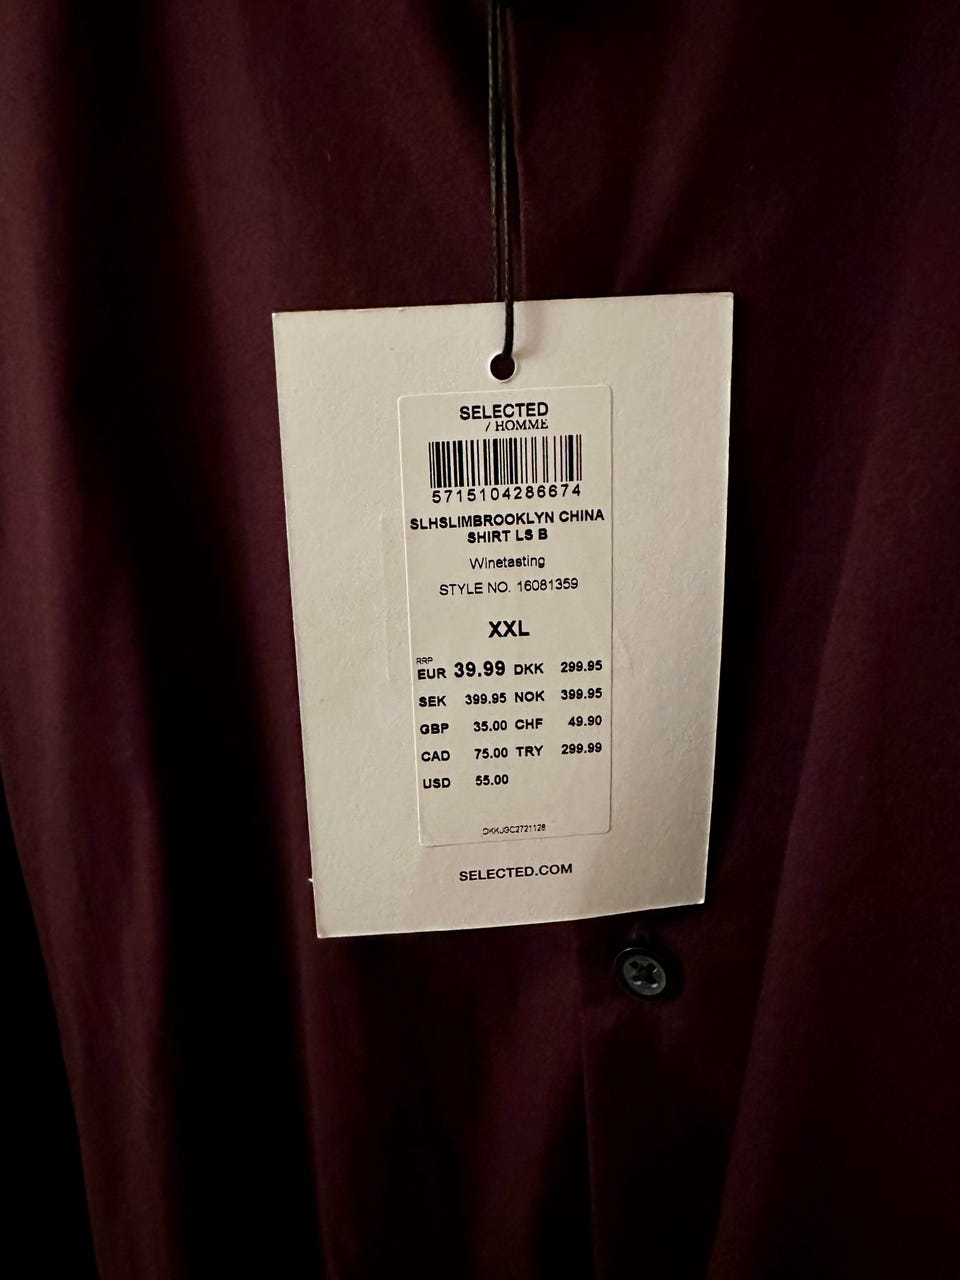 SELECTED
/ HOMME
5715104286674
SLHSLIMBROOKLYN CHINA
SHIRT LS B
Winetasting
STYLE NO. 16081359
XXL
RRP
EUR 39.99 DKK 299.95
SEK 399.95 NOK 399.95
GBP 35.00 CHF 49.90
CAD 75.00 TRY 299.99
USD 55.00
SELECTED.COM